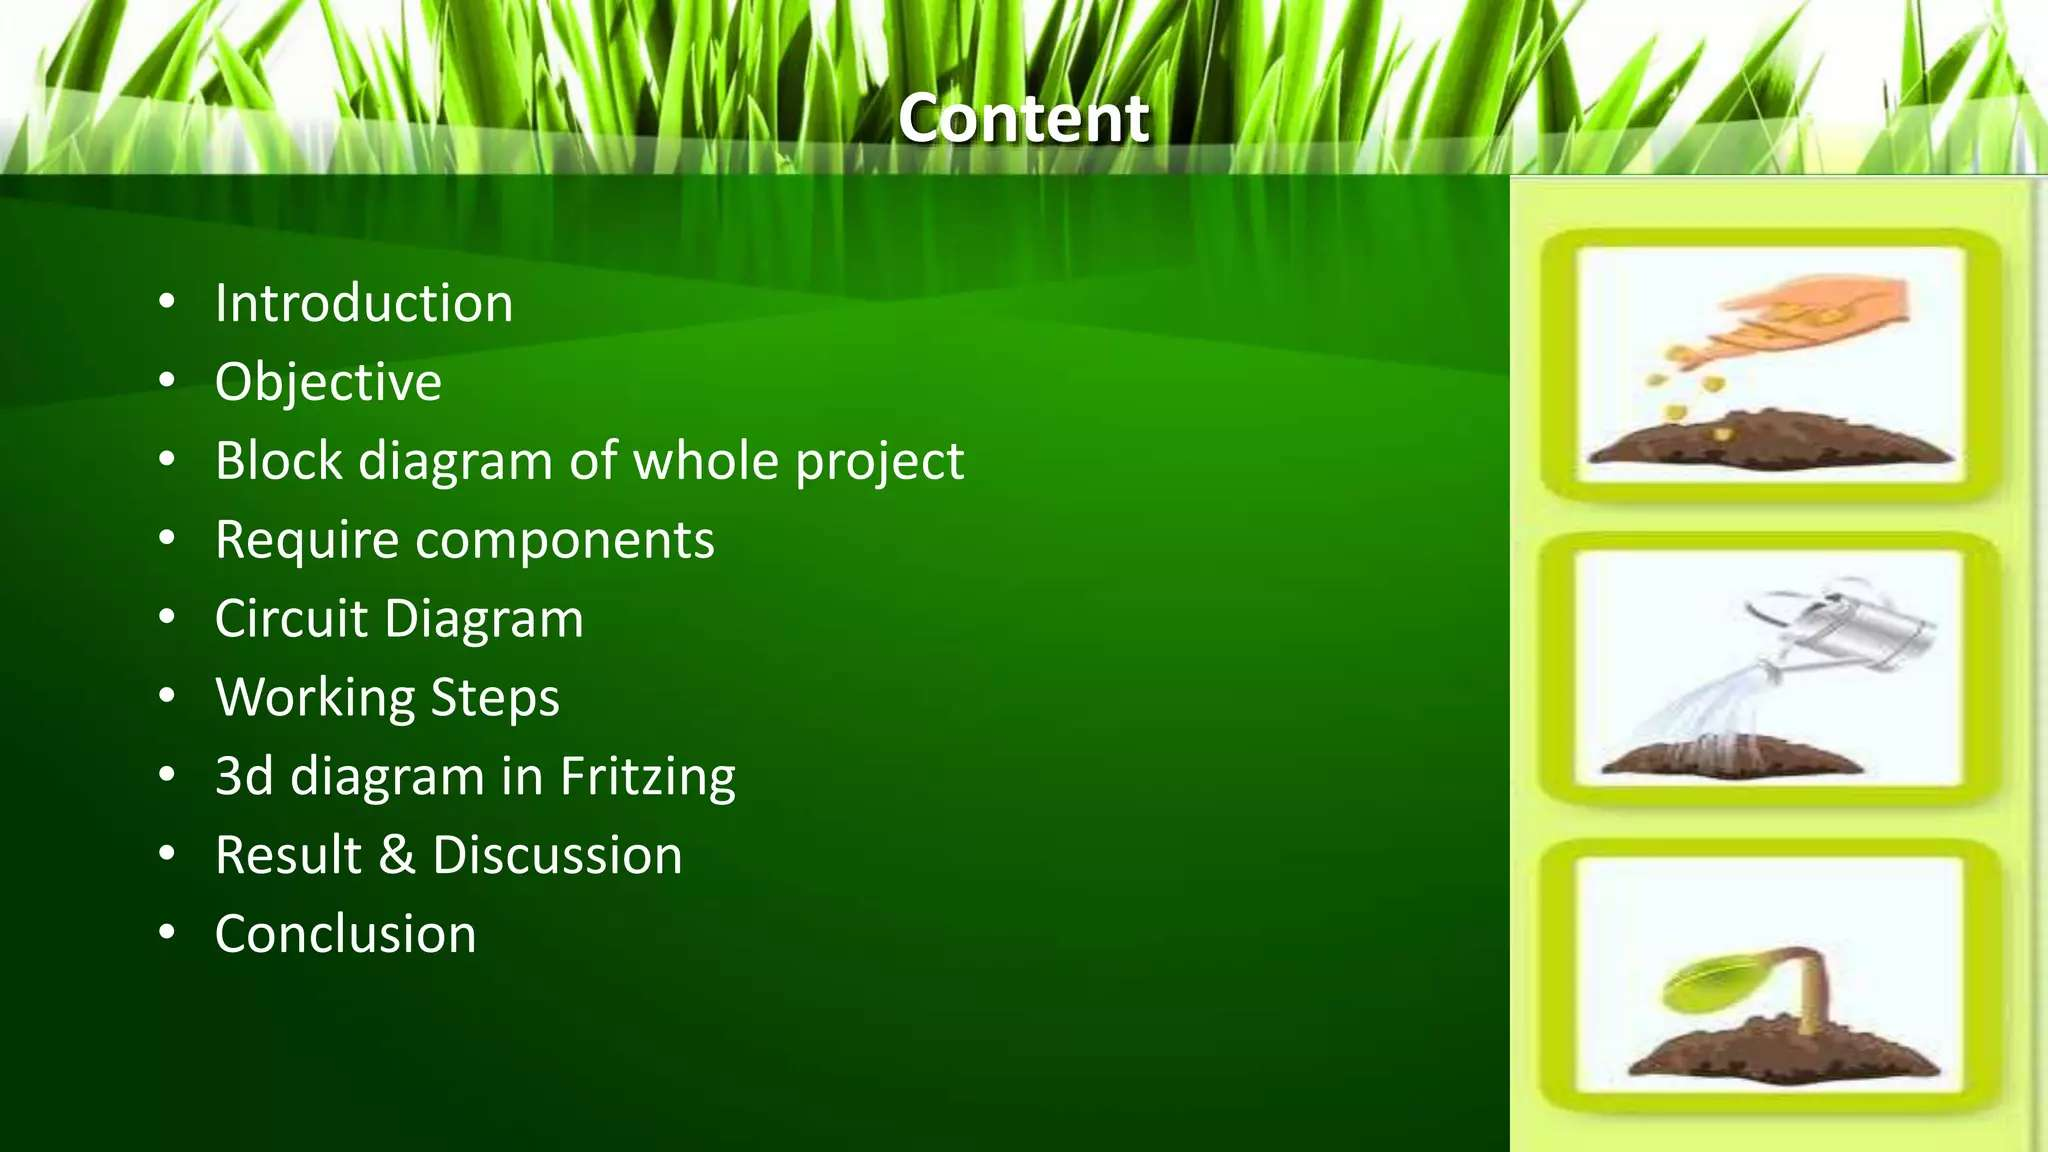 Content
• Introduction
• Objective
• Block diagram of whole project
• Require components
• Circuit Diagram
• Working Steps
• 3d diagram in Fritzing
• Result & Discussion
• Conclusion